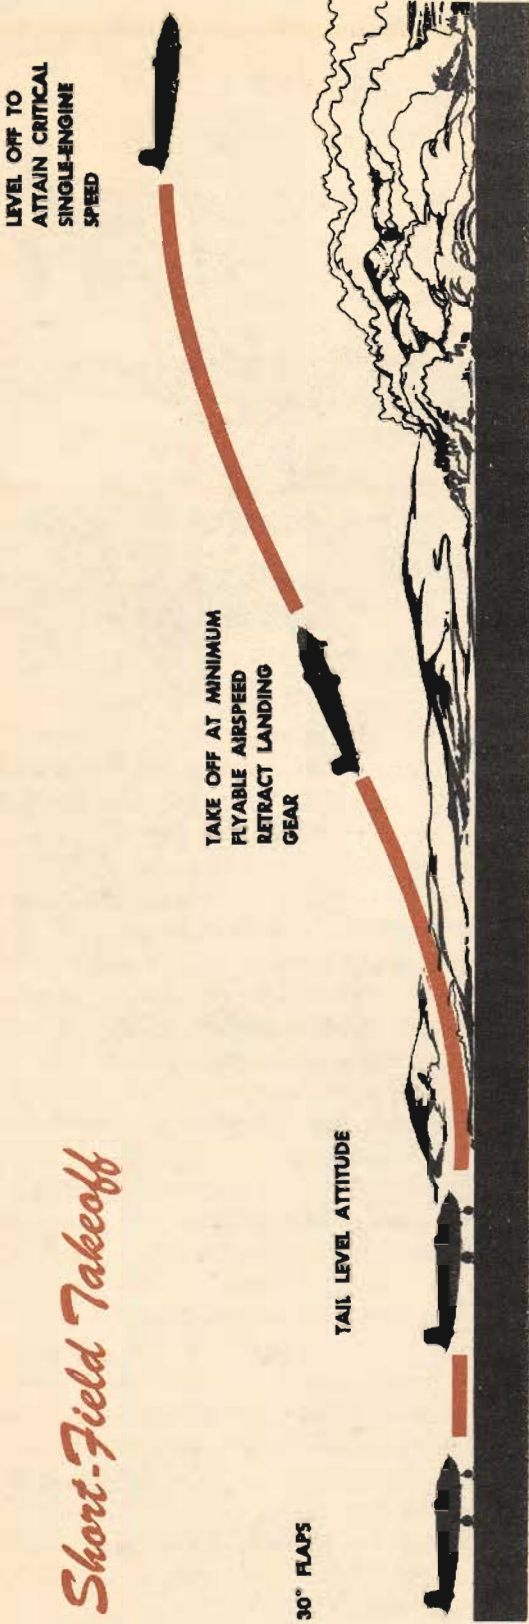 Short-Field Takeoff
30° FLAPS
TAIL LEVEL ATTITUDE
TAKE OFF AT MINIMUM
FLYABLE AIRSPEED
RETRACT LANDING
GEAR
LEVEL OFF TO
ATTAIN CRITICAL
SINGLE-ENGINE
SPEED